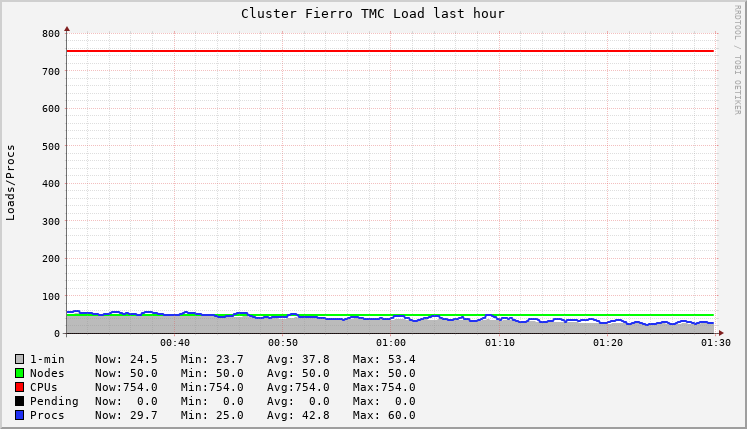 Cluster Fierro TMC Load last hour
RRDTOOL / TOBI OETIKER
Loads/Procs
800
700
600
500
400
300
200
100
0
00:40 00:50 01:00 01:10 01:20 01:30
1-min Now: 24.5 Min: 23.7 Avg: 37.8 Max: 53.4
Nodes Now: 50.0 Min: 50.0 Avg: 50.0 Max: 50.0
CPUs Now:754.0 Min:754.0 Avg:754.0 Max:754.0
Pending Now: 0.0 Min: 0.0 Avg: 0.0 Max: 0.0
Procs Now: 29.7 Min: 25.0 Avg: 42.8 Max: 60.0